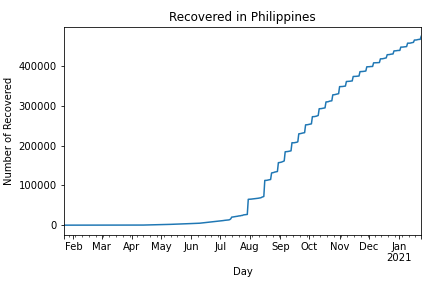 Recovered in Philippines
Number of Recovered
400000
300000
200000
100000
0
Feb Mar Apr May Jun Jul Aug Sep Oct Nov Dec Jan
2021
Day